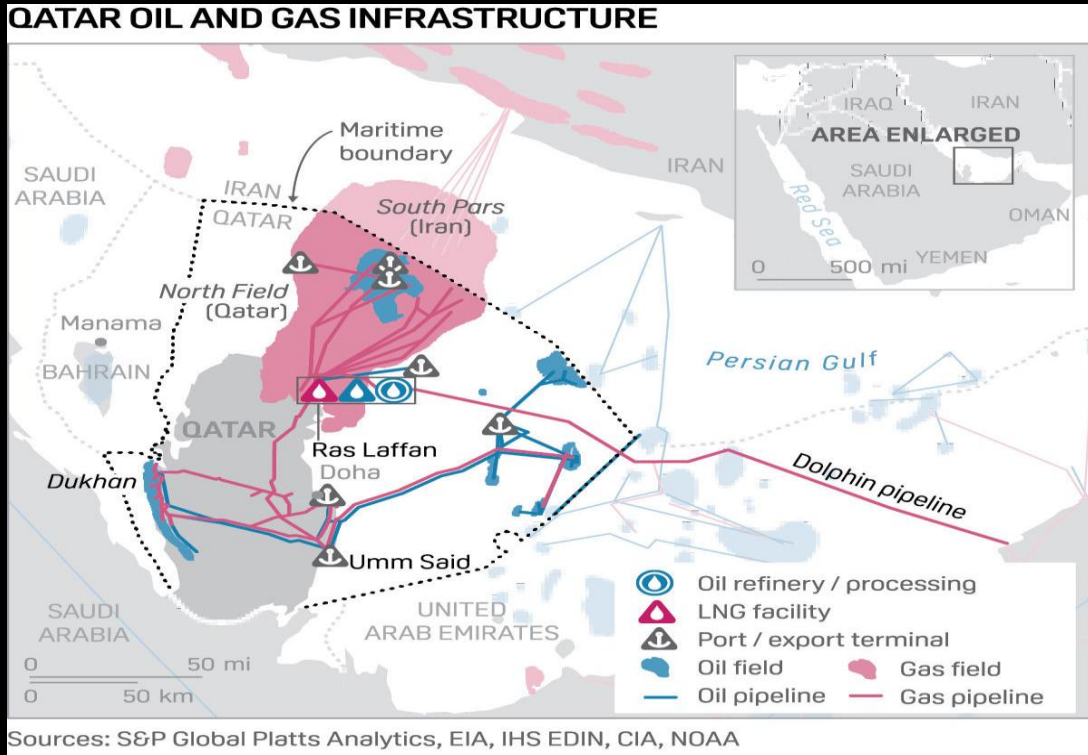 QATAR OIL AND GAS INFRASTRUCTURE
Maritime
boundary
SAUDI
ARABIA
IRAN
QATAR
South Pars
(Iran)
IRAN
IRAQ
IRAN
AREA ENLARGED
SAUDI
ARABIA
Red Sea
OMAN
YEMEN
0 500 mi
North Field
(Qatar)
Manama
BAHRAIN
Persian Gulf
QATAR
Ras Laffan
Doha
Dukhan
Dolphin pipeline
Umm Said
SAUDI
ARABIA
UNITED
ARAB EMIRATES
0 50 mi
0 50 km
Oil refinery / processing
LNG facility
Port / export terminal
Oil field Gas field
Oil pipeline Gas pipeline
Sources: S&P Global Platts Analytics, EIA, IHS EDIN, CIA, NOAA